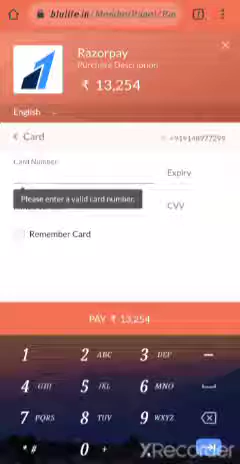 Razorpay
Purchase Description
₹ 13,254
English
Card
Card Number
Expiry
Please enter a valid card number.
CVV
Remember Card
PAY ₹ 13,254
1 2 ABC 3 DEF
4 GHI 5 JKL 6 MNO
7 PQRS 8 TUV 9 WXYZ
* # 0 +
XRecorder